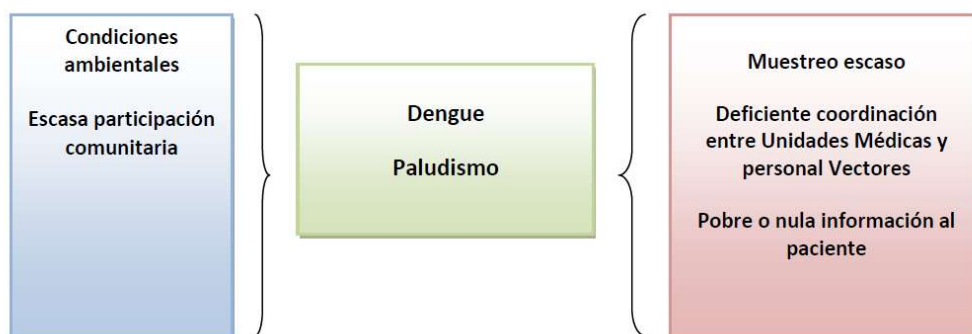 Condiciones
ambientales
Escasa participación
comunitaria
Dengue
Paludismo
Muestreo escaso
Deficiente coordinación
entre Unidades Médicas y
personal Vectores
Pobre o nula información al
paciente